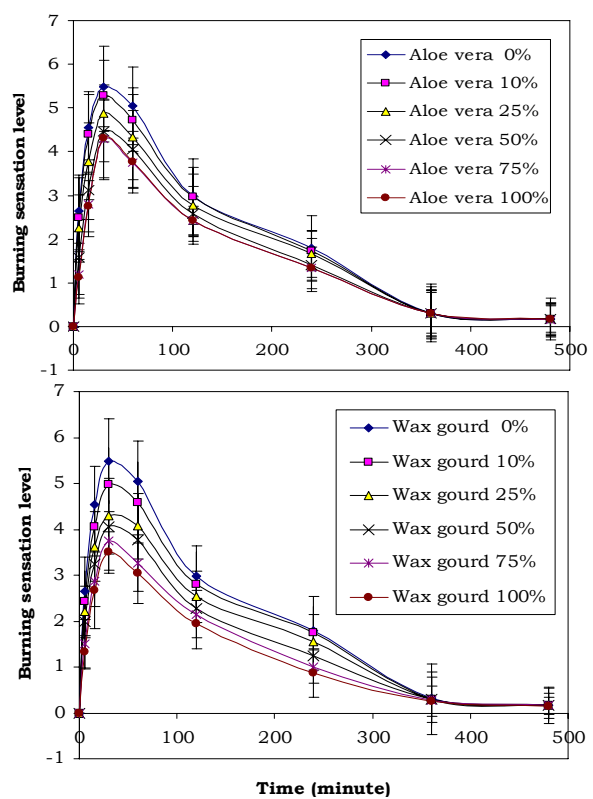 7
6
5
4
3
2
1
0
-1
Burning sensation level
Aloe vera 0%
Aloe vera 10%
Aloe vera 25%
Aloe vera 50%
Aloe vera 75%
Aloe vera 100%
0 100 200 300 400 500
7
6
5
4
3
2
1
0
-1
Burning sensation level
Wax gourd 0%
Wax gourd 10%
Wax gourd 25%
Wax gourd 50%
Wax gourd 75%
Wax gourd 100%
0 100 200 300 400 500
Time (minute)